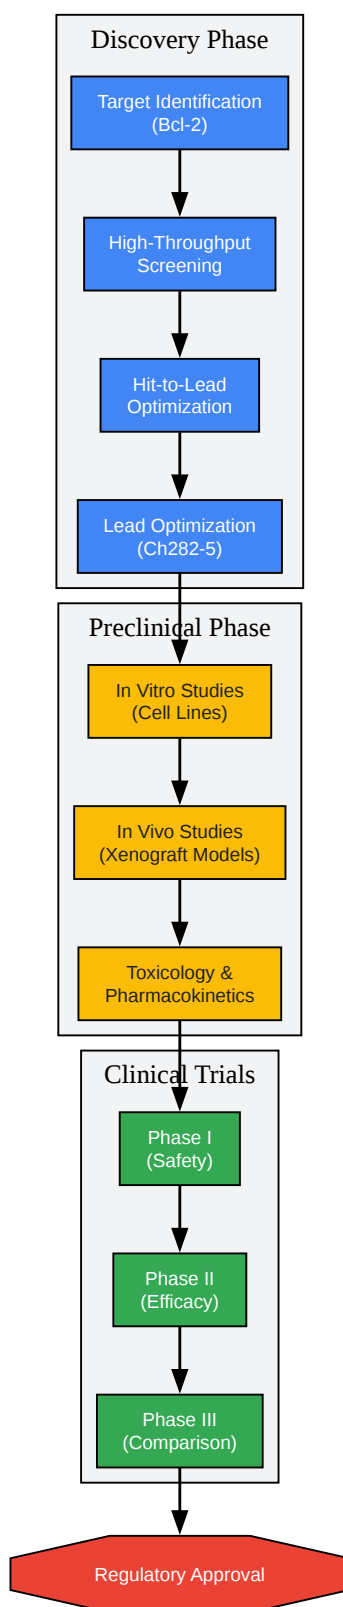 Discovery Phase
Target Identification
(Bcl-2)
High-Throughput
Screening
Hit-to-Lead
Optimization
Lead Optimization
(Ch282-5)
Preclinical Phase
In Vitro Studies
(Cell Lines)
In Vivo Studies
(Xenograft Models)
Toxicology &
Pharmacokinetics
Clinical Trials
Phase I
(Safety)
Phase II
(Efficacy)
Phase III
(Comparison)
Regulatory Approval